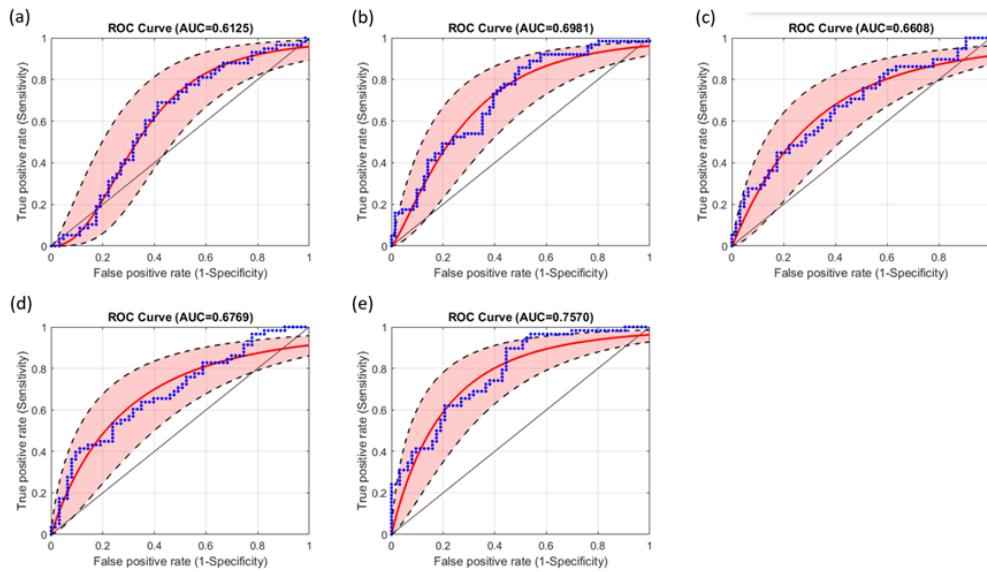 (a)
ROC Curve (AUC=0.6125)
True positive rate (Sensitivity)
1
0.8
0.6
0.4
0.2
0
0 0.2 0.4 0.6 0.8 1
False positive rate (1-Specificity)
(b)
ROC Curve (AUC=0.6981)
True positive rate (Sensitivity)
1
0.8
0.6
0.4
0.2
0
0 0.2 0.4 0.6 0.8 1
False positive rate (1-Specificity)
(c)
ROC Curve (AUC=0.6608)
True positive rate (Sensitivity)
1
0.8
0.6
0.4
0.2
0
0 0.2 0.4 0.6 0.8 1
False positive rate (1-Specificity)
(d)
ROC Curve (AUC=0.6769)
True positive rate (Sensitivity)
1
0.8
0.6
0.4
0.2
0
0 0.2 0.4 0.6 0.8 1
False positive rate (1-Specificity)
(e)
ROC Curve (AUC=0.7570)
True positive rate (Sensitivity)
1
0.8
0.6
0.4
0.2
0
0 0.2 0.4 0.6 0.8 1
False positive rate (1-Specificity)